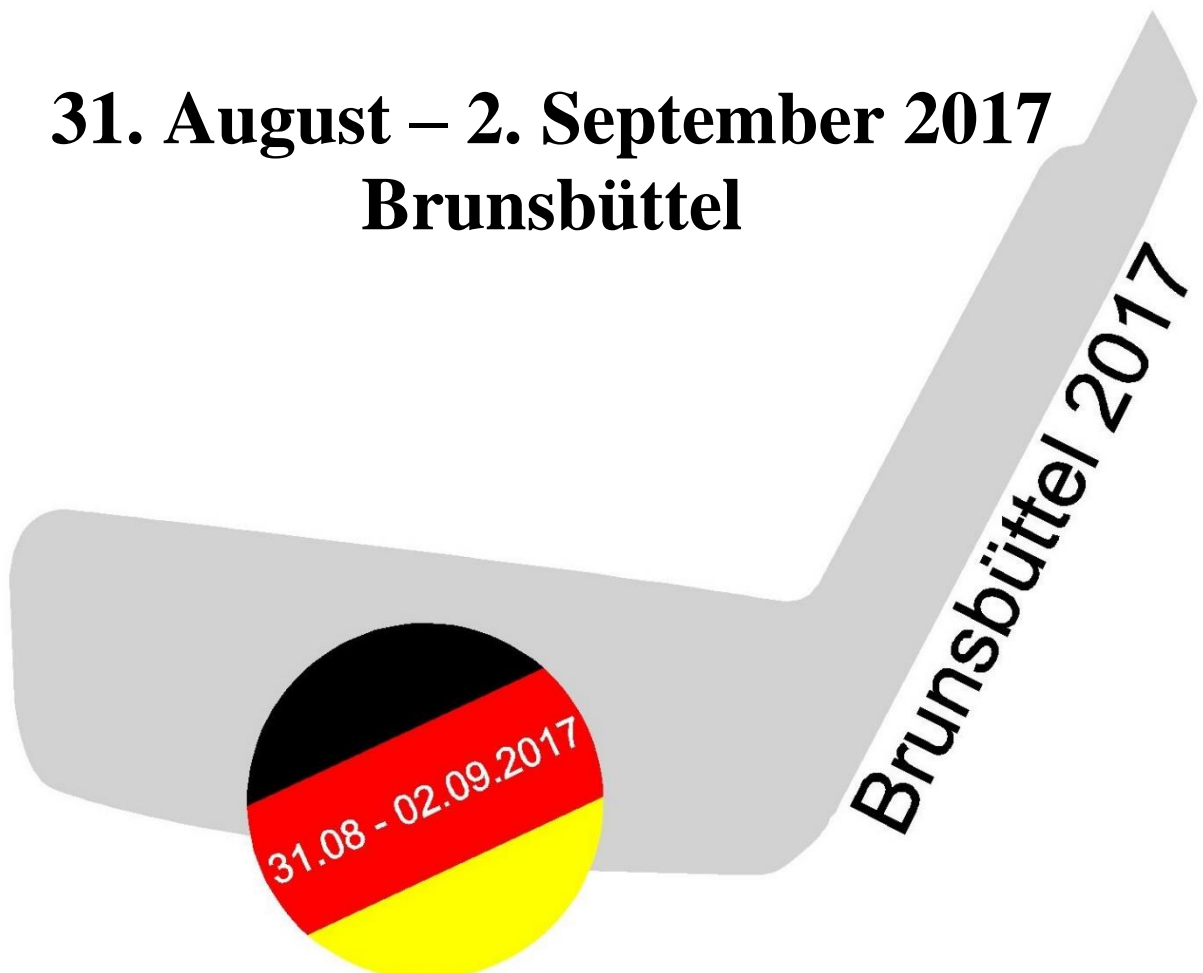 31. August – 2. September 2017
Brunsbüttel
Brunsbüttel 2017
31.08 - 02.09.2017